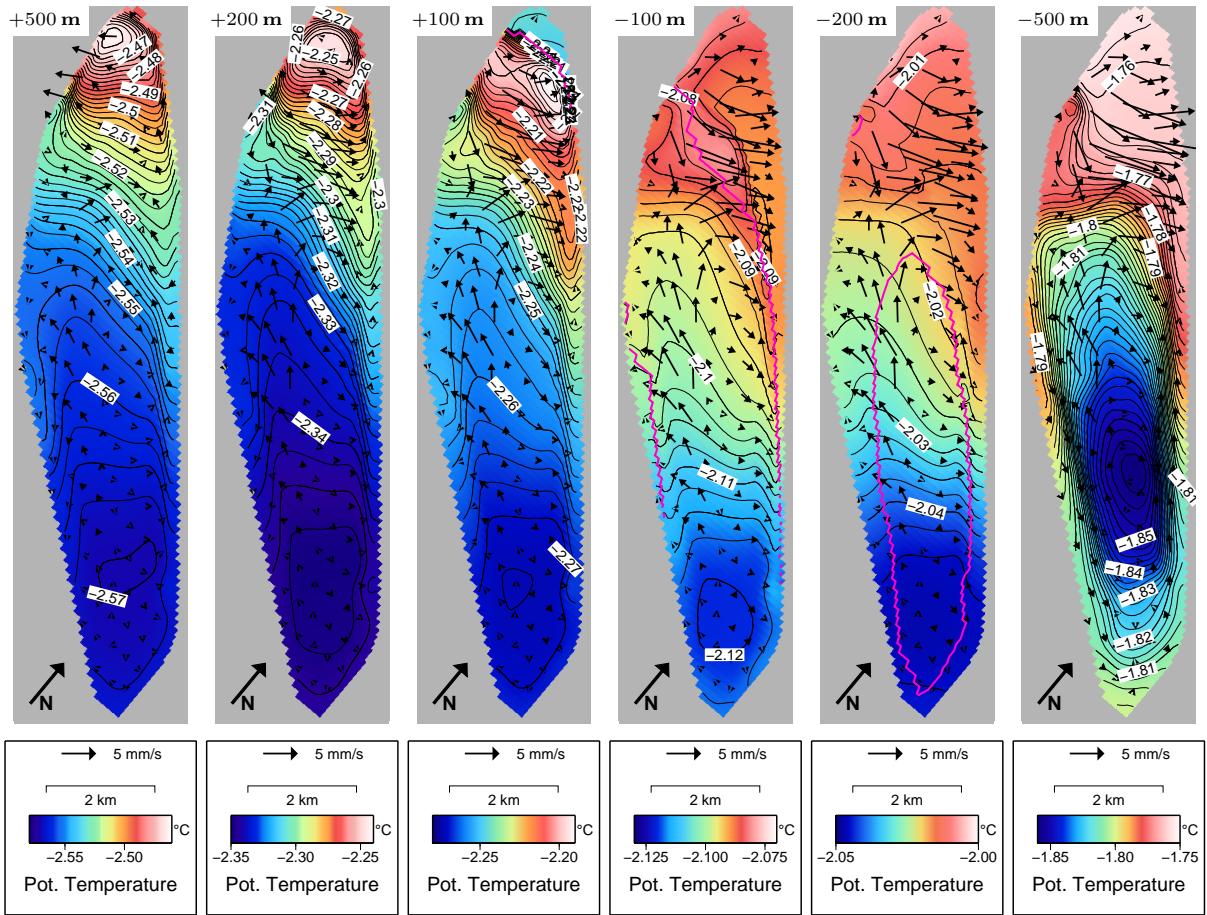 +500 m
−2.47
−2.48
−2.49
−2.5
−2.51
−2.52
−2.53
−2.54
−2.55
−2.56
−2.57
N
5 mm/s
2 km
°C
−2.55 −2.50
Pot. Temperature
+200 m
−2.27
−2.26
−2.25
−2.26
−2.27
−2.28
−2.31
−2.29
−2.3
−2.31
−2.31
−2.32
−2.33
−2.34
N
5 mm/s
2 km
°C
−2.35 −2.30 −2.25
Pot. Temperature
+100 m
−2.21
−2.22
−2.23
−2.22
−2.24
−2.25
−2.26
−2.27
N
5 mm/s
2 km
°C
−2.25 −2.20
Pot. Temperature
−100 m
−2.08
−2.09
−2.09
−2.1
−2.11
−2.12
N
5 mm/s
2 km
°C
−2.125 −2.100 −2.075
Pot. Temperature
−200 m
−2.01
−2.02
−2.03
−2.04
N
5 mm/s
2 km
°C
−2.05 −2.00
Pot. Temperature
−500 m
−1.76
−1.77
−1.78
−1.8
−1.79
−1.81
−1.79
−1.81
−1.85
−1.84
−1.83
−1.82
−1.81
N
5 mm/s
2 km
°C
−1.85 −1.80 −1.75
Pot. Temperature